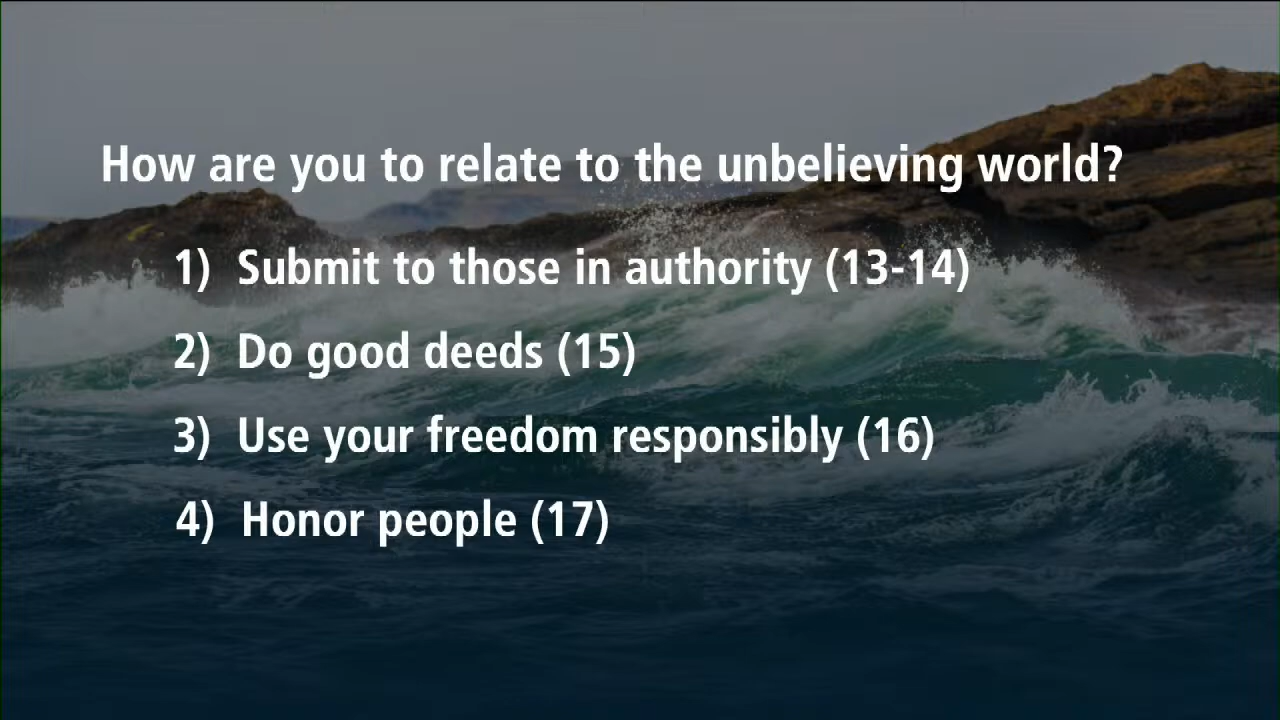 How are you to relate to the unbelieving world?
1) Submit to those in authority (13-14)
2) Do good deeds (15)
3) Use your freedom responsibly (16)
4) Honor people (17)